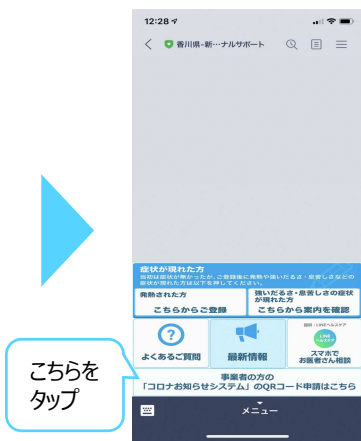 12:28
香川県-新…ナルサポート
症状が現れた方
当初は症状が無かったが、ご登録後に発熱や強いだるさ・息苦しさなどの
症状が現れた方は以下を押してください。
発熱された方
こちらからご登録
強いだるさ・息苦しさの症状
が現れた方
こちらから案内を確認
よくあるご質問
最新情報
協力:LINEヘルスケア
LINE
ヘルスケア
スマホで
お医者さん相談
事業者の方の
「コロナお知らせシステム」のQRコード申請はこちら
メニュー
こちらを
タップ